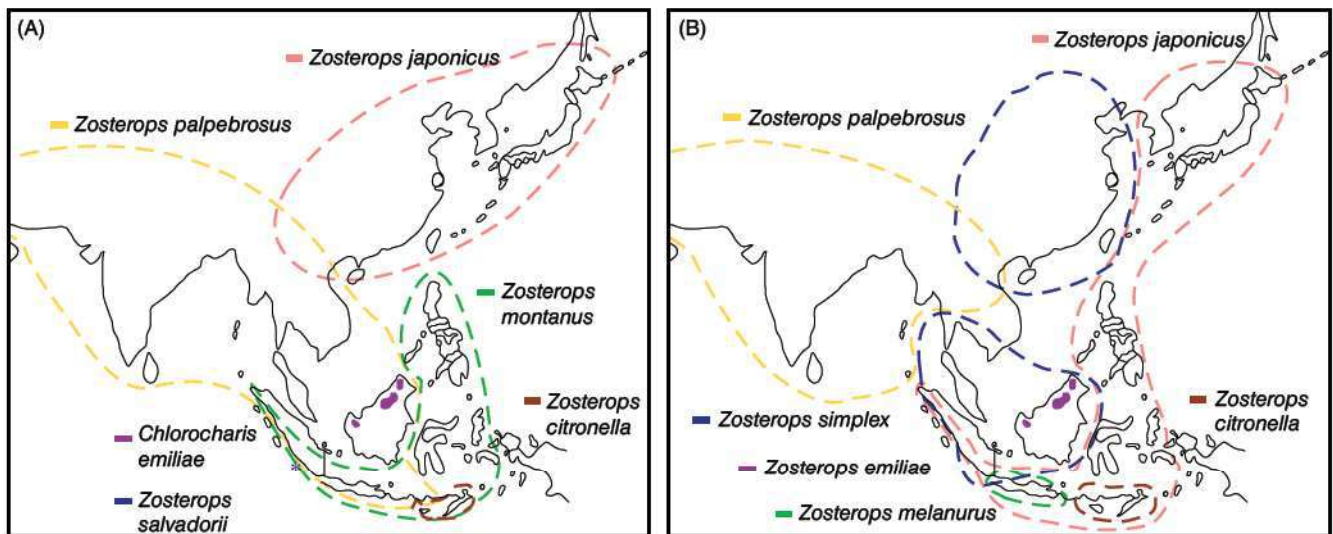 (A)
Zosterops japonicus
Zosterops palpebrosus
Zosterops
montanus
Zosterops
citronella
Chlorocharis
emiliae
*
Zosterops
salvadorii
(B)
Zosterops japonicus
Zosterops palpebrosus
Zosterops simplex
Zosterops
citronella
Zosterops emiliae
Zosterops melanurus